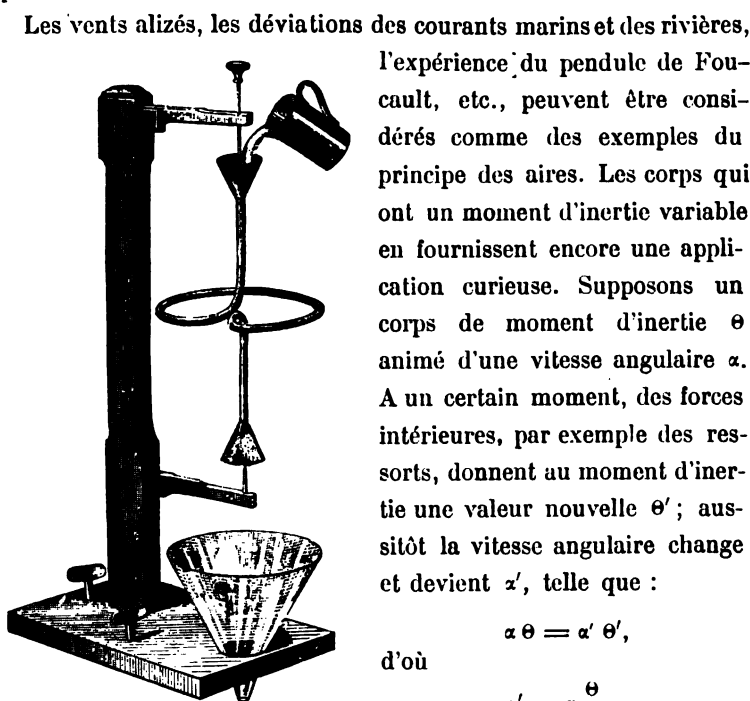 Les vents alizés, les déviations des courants marins et des rivières,
l'expérience du pendule de Fou-
cault, etc., peuvent être consi-
dérés comme des exemples du
principe des aires. Les corps qui
ont un moment d'inertie variable
en fournissent encore une appli-
cation curieuse. Supposons un
corps de moment d'inertie Θ
animé d'une vitesse angulaire α.
A un certain moment, des forces
intérieures, par exemple des res-
sorts, donnent au moment d'iner-
tie une valeur nouvelle Θ′ ; aus-
sitôt la vitesse angulaire change
et devient α′, telle que :
α Θ = α′ Θ′,
d'où
Θ